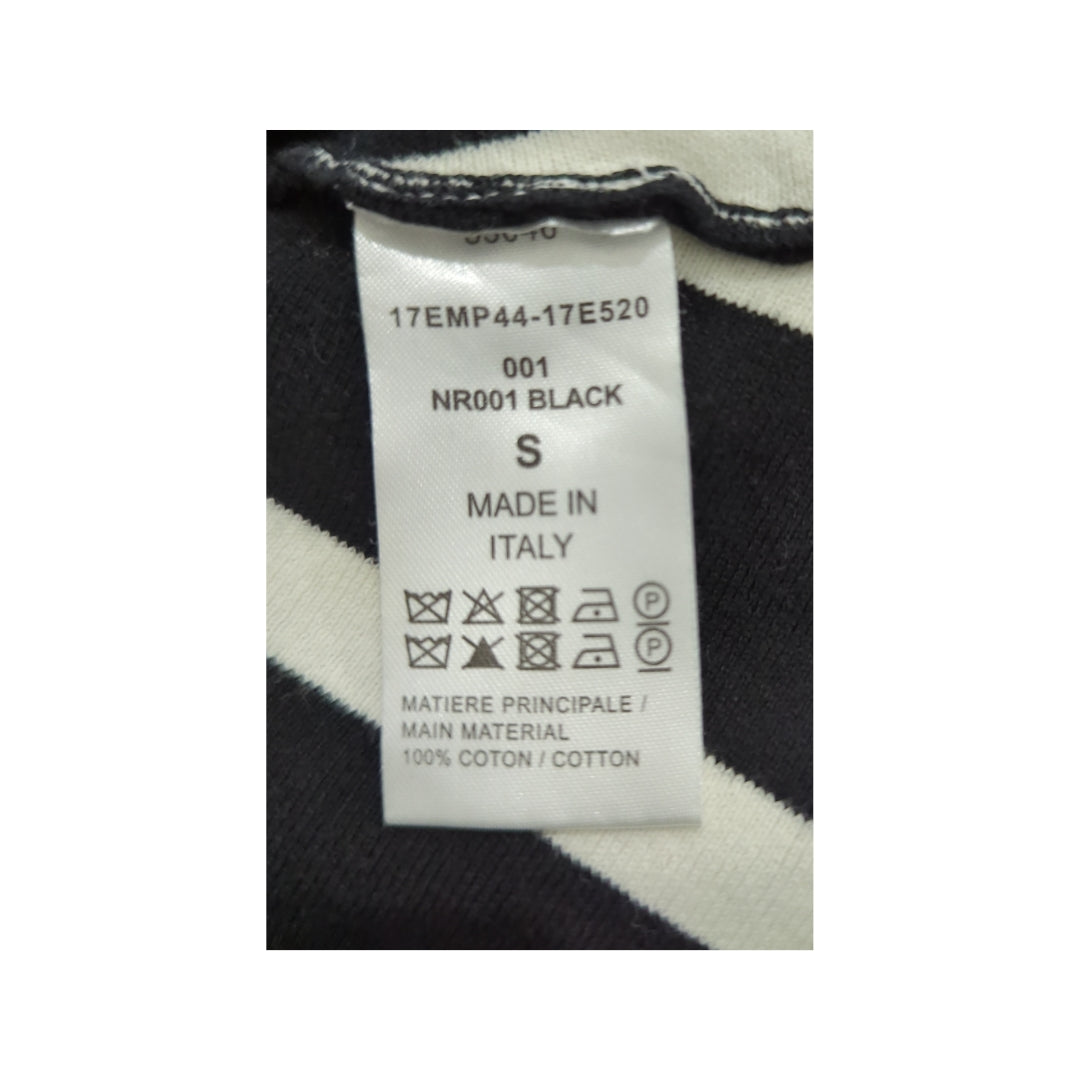 17EMP44-17E520
001
NR001 BLACK
S
MADE IN
ITALY
P
P
MATIERE PRINCIPALE /
MAIN MATERIAL
100% COTON / COTTON